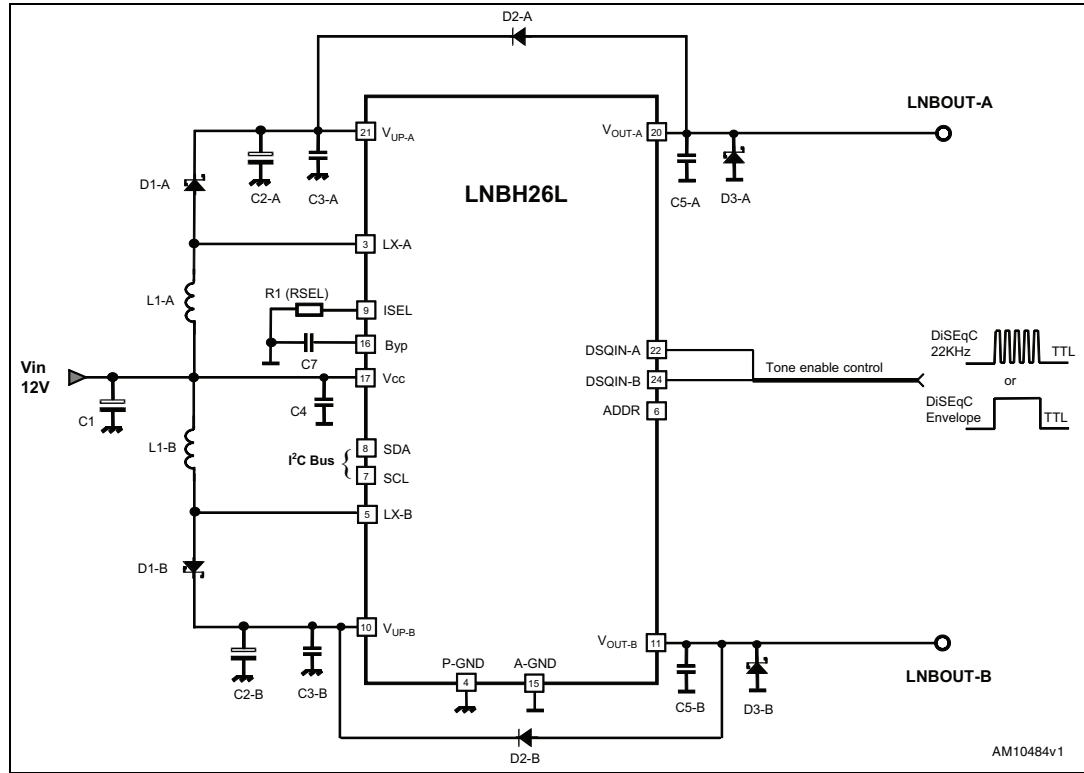 D2-A
LNBOUT-A
21 VUP-A
VOUT-A 20
LNBH26L
D1-A
C2-A
C3-A
C5-A
D3-A
3 LX-A
L1-A
R1 (RSEL)
9 ISEL
16 Byp
C7
Vin
12V
17 Vcc
C1
C4
DSQIN-A 22
DSQIN-B 24
ADDR 6
Tone enable control
DiSEqC
22KHz
TTL
or
DiSEqC
Envelope
TTL
L1-B
I²C Bus {
8 SDA
7 SCL
5 LX-B
D1-B
10 VUP-B
VOUT-B 11
P-GND
4
A-GND
15
C2-B
C3-B
C5-B
D3-B
LNBOUT-B
D2-B
AM10484v1